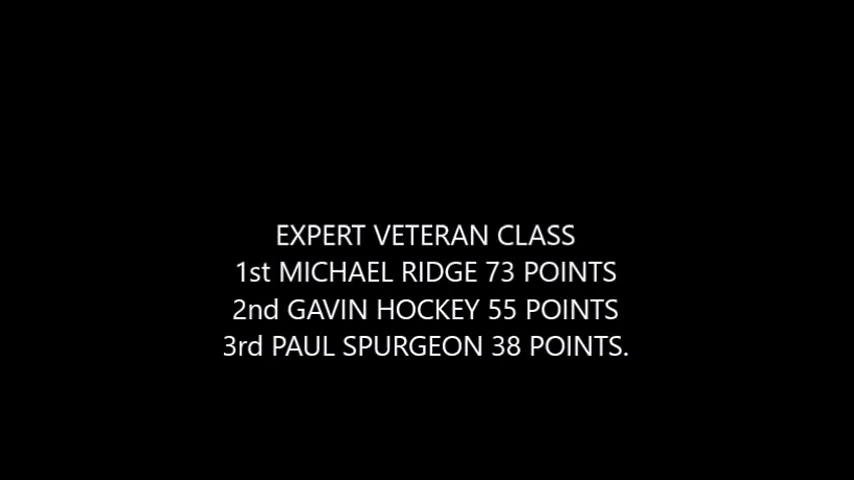 EXPERT VETERAN CLASS
1st MICHAEL RIDGE 73 POINTS
2nd GAVIN HOCKEY 55 POINTS
3rd PAUL SPURGEON 38 POINTS.